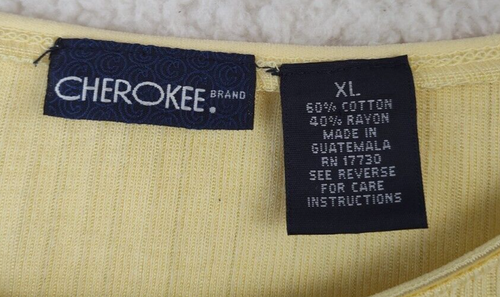 CHEROKEE. BRAND
XL
60% COTTON
40% RAYON
MADE IN
GUATEMALA
RN 17730
SEE REVERSE
FOR CARE
INSTRUCTIONS